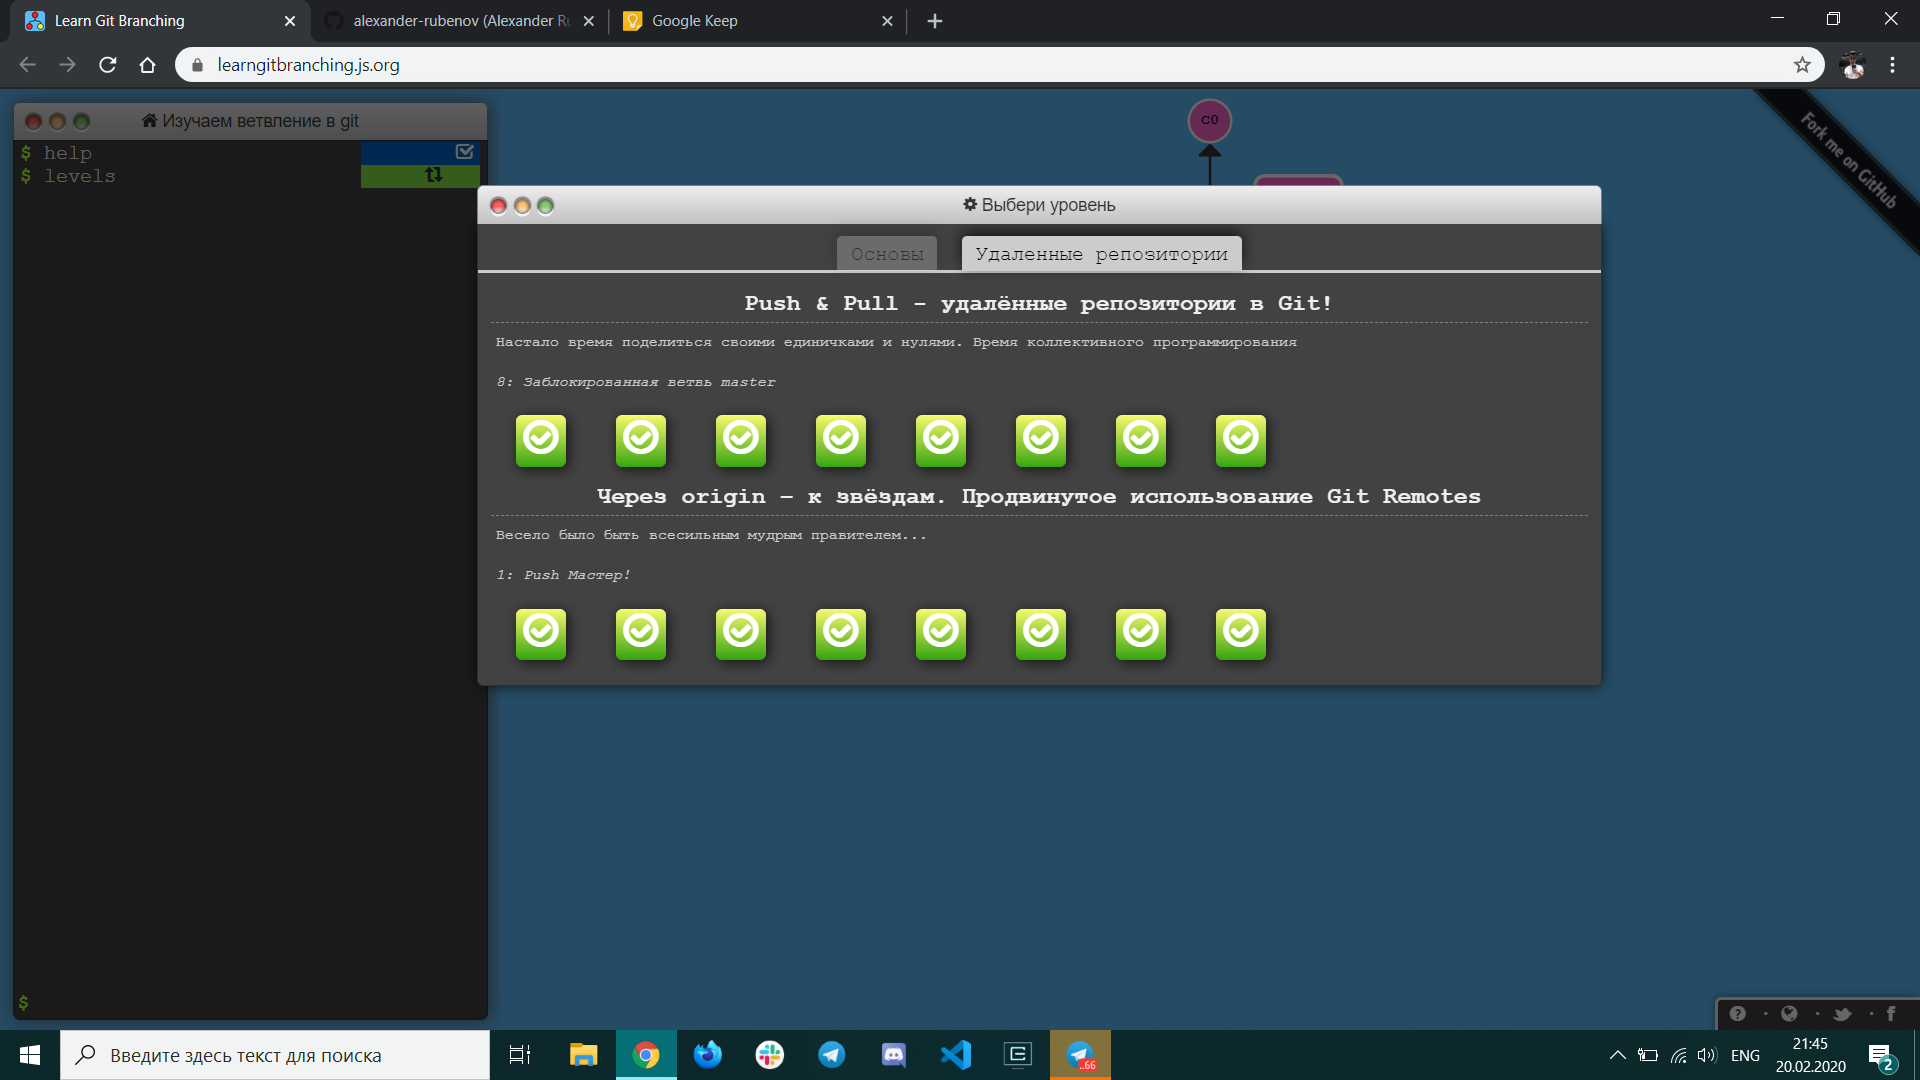 Learn Git Branching
alexander-rubenov (Alexander Ru
Google Keep
learngitbranching.js.org
Изучаем ветвление в git
$ help
$ levels
$
C0
Fork me on GitHub
Выбери уровень
Основы
Удаленные репозитории
Push & Pull - удалённые репозитории в Git!
Настало время поделиться своими единичками и нулями. Время коллективного программирования
8: Заблокированная ветвь master
Через origin – к звёздам. Продвинутое использование Git Remotes
Весело было быть всесильным мудрым правителем...
1: Push Мастер!
Введите здесь текст для поиска
..66
ENG
21:45
20.02.2020
2